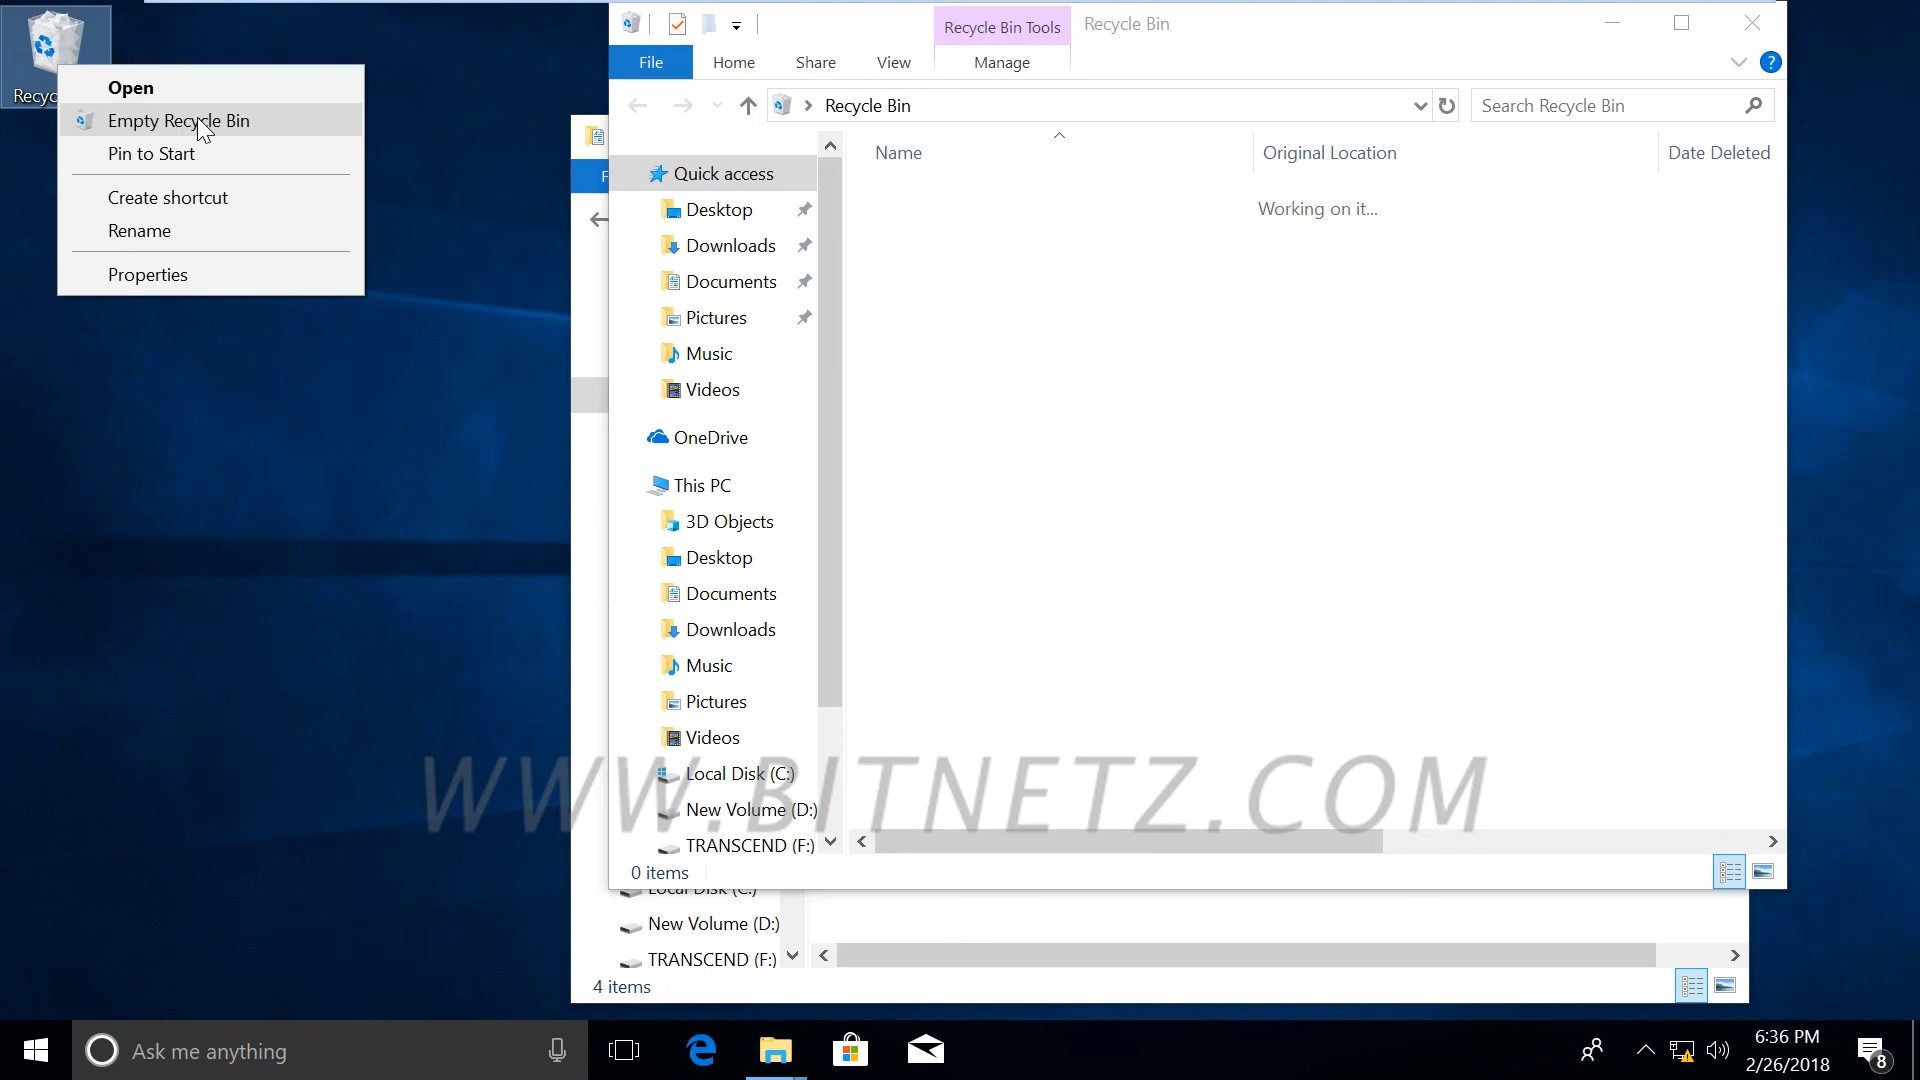 Recyc
Open
Empty Recycle Bin
Pin to Start
Create shortcut
Rename
Properties
Recycle Bin Tools
Recycle Bin
File
Home
Share
View
Manage
?
Recycle Bin
Search Recycle Bin
F
Name
Original Location
Date Deleted
Working on it...
Quick access
Desktop
Downloads
Documents
Pictures
Music
Videos
OneDrive
This PC
3D Objects
Desktop
Documents
Downloads
Music
Pictures
Videos
Local Disk (C:)
New Volume (D:)
TRANSCEND (F:)
0 items
WWW.BITNETZ.COM
Local Disk (C:)
New Volume (D:)
TRANSCEND (F:)
4 items
Ask me anything
6:36 PM
2/26/2018
8